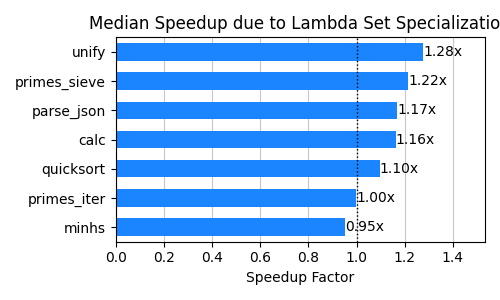 Median Speedup due to Lambda Set Specializatio
unify 1.28x
primes_sieve 1.22x
parse_json 1.17x
calc 1.16x
quicksort 1.10x
primes_iter 1.00x
minhs 0.95x
0.0 0.2 0.4 0.6 0.8 1.0 1.2 1.4
Speedup Factor